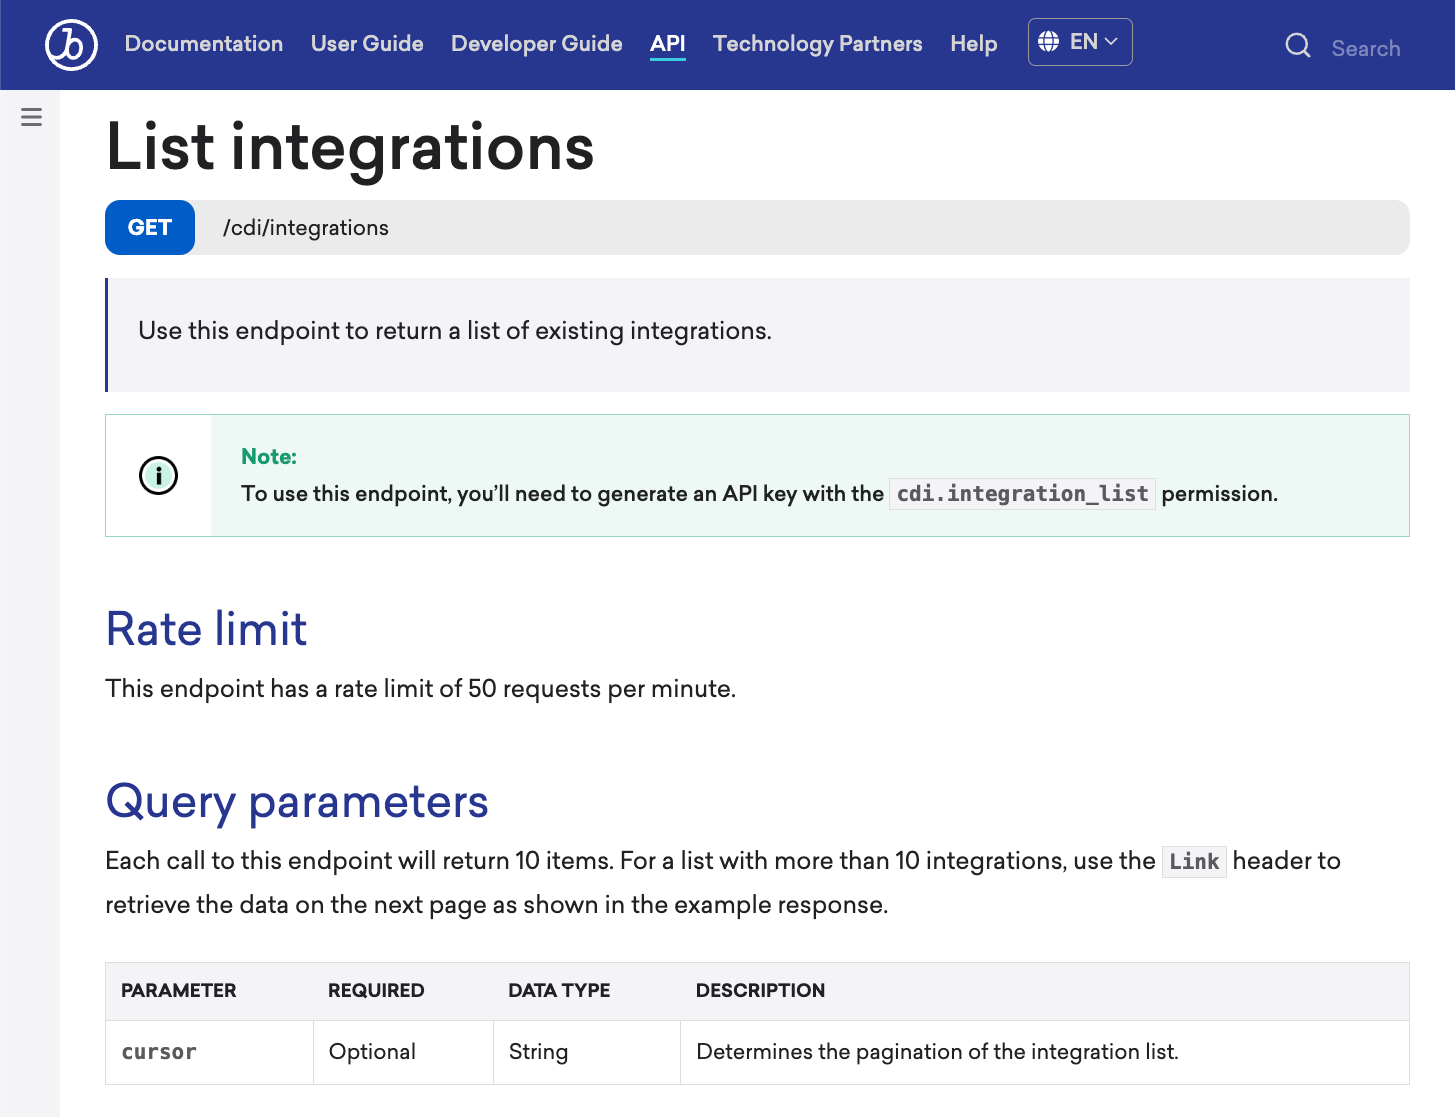 Documentation User Guide Developer Guide API Technology Partners Help EN Search
List integrations
GET /cdi/integrations
Use this endpoint to return a list of existing integrations.
Note:
To use this endpoint, you’ll need to generate an API key with the cdi.integration_list permission.
Rate limit
This endpoint has a rate limit of 50 requests per minute.
Query parameters
Each call to this endpoint will return 10 items. For a list with more than 10 integrations, use the Link header to
retrieve the data on the next page as shown in the example response.
PARAMETER REQUIRED DATA TYPE DESCRIPTION
cursor Optional String Determines the pagination of the integration list.